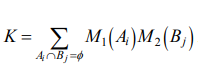 K = ∑ M₁(Aᵢ)M₂(Bⱼ)
Aᵢ∩Bⱼ=ϕ